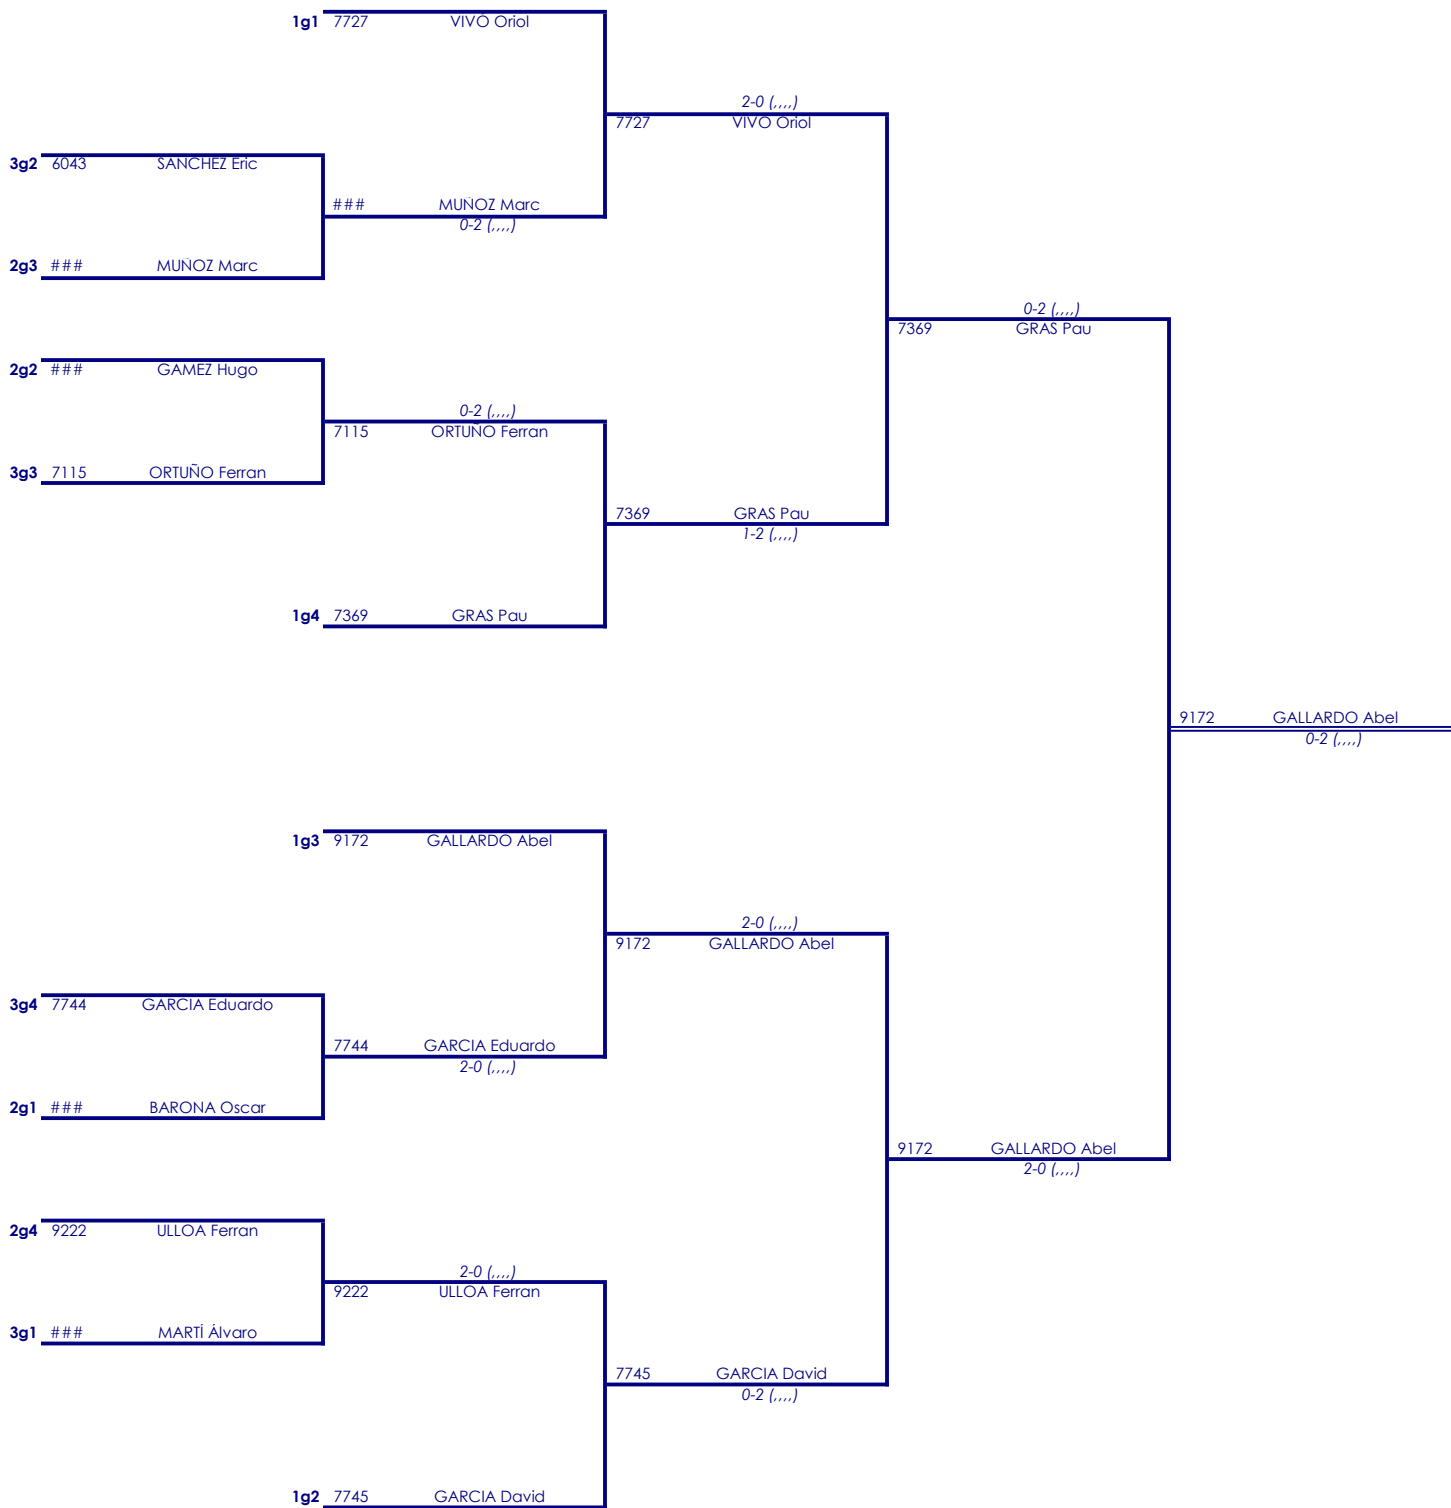 1g1 7727 VIVÓ Oriol
2-0 (,,,,)
7727 VIVÓ Oriol
3g2 6043 SANCHEZ Eric
### MUÑOZ Marc
0-2 (,,,,)
2g3 ### MUÑOZ Marc
0-2 (,,,,)
7369 GRAS Pau
2g2 ### GAMEZ Hugo
0-2 (,,,,)
7115 ORTUÑO Ferran
3g3 7115 ORTUÑO Ferran
7369 GRAS Pau
1-2 (,,,,)
1g4 7369 GRAS Pau
9172 GALLARDO Abel
0-2 (,,,,)
1g3 9172 GALLARDO Abel
2-0 (,,,,)
9172 GALLARDO Abel
3g4 7744 GARCIA Eduardo
7744 GARCIA Eduardo
2-0 (,,,,)
2g1 ### BARONA Oscar
9172 GALLARDO Abel
2-0 (,,,,)
2g4 9222 ULLOA Ferran
2-0 (,,,,)
9222 ULLOA Ferran
3g1 ### MARTÍ Álvaro
7745 GARCIA David
0-2 (,,,,)
1g2 7745 GARCIA David